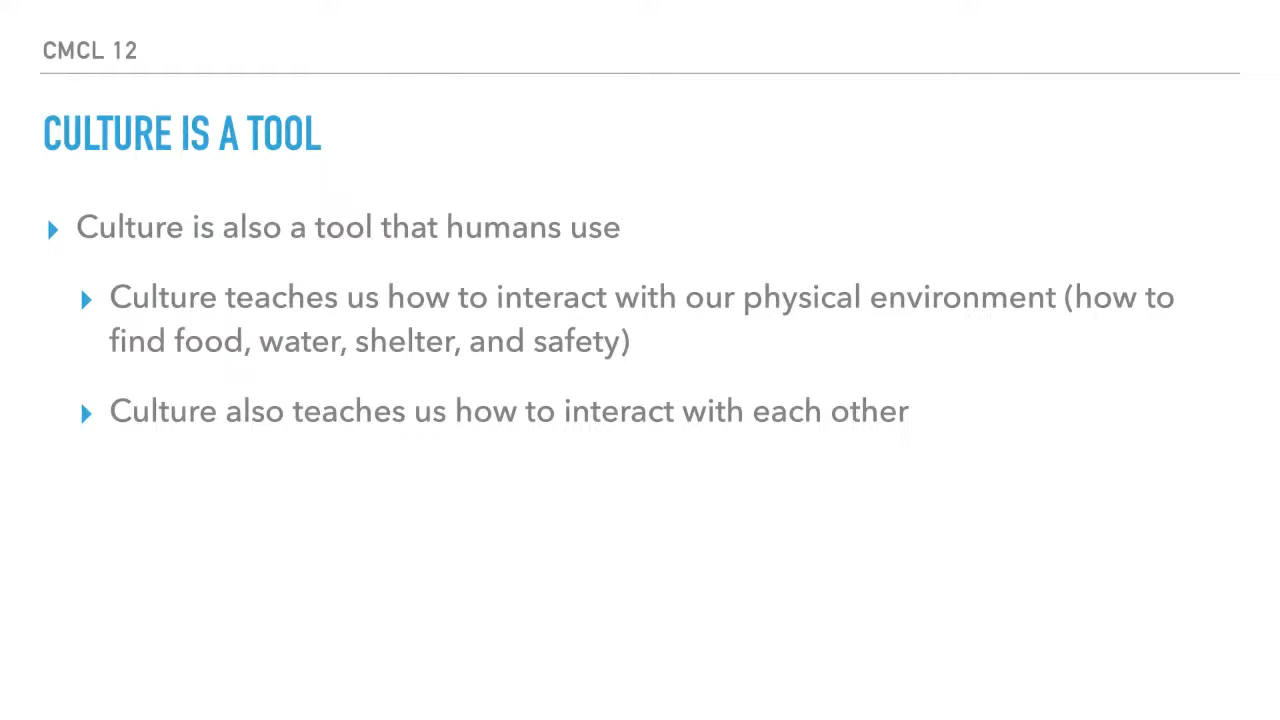 CMCL 12
CULTURE IS A TOOL
Culture is also a tool that humans use
Culture teaches us how to interact with our physical environment (how to
find food, water, shelter, and safety)
Culture also teaches us how to interact with each other